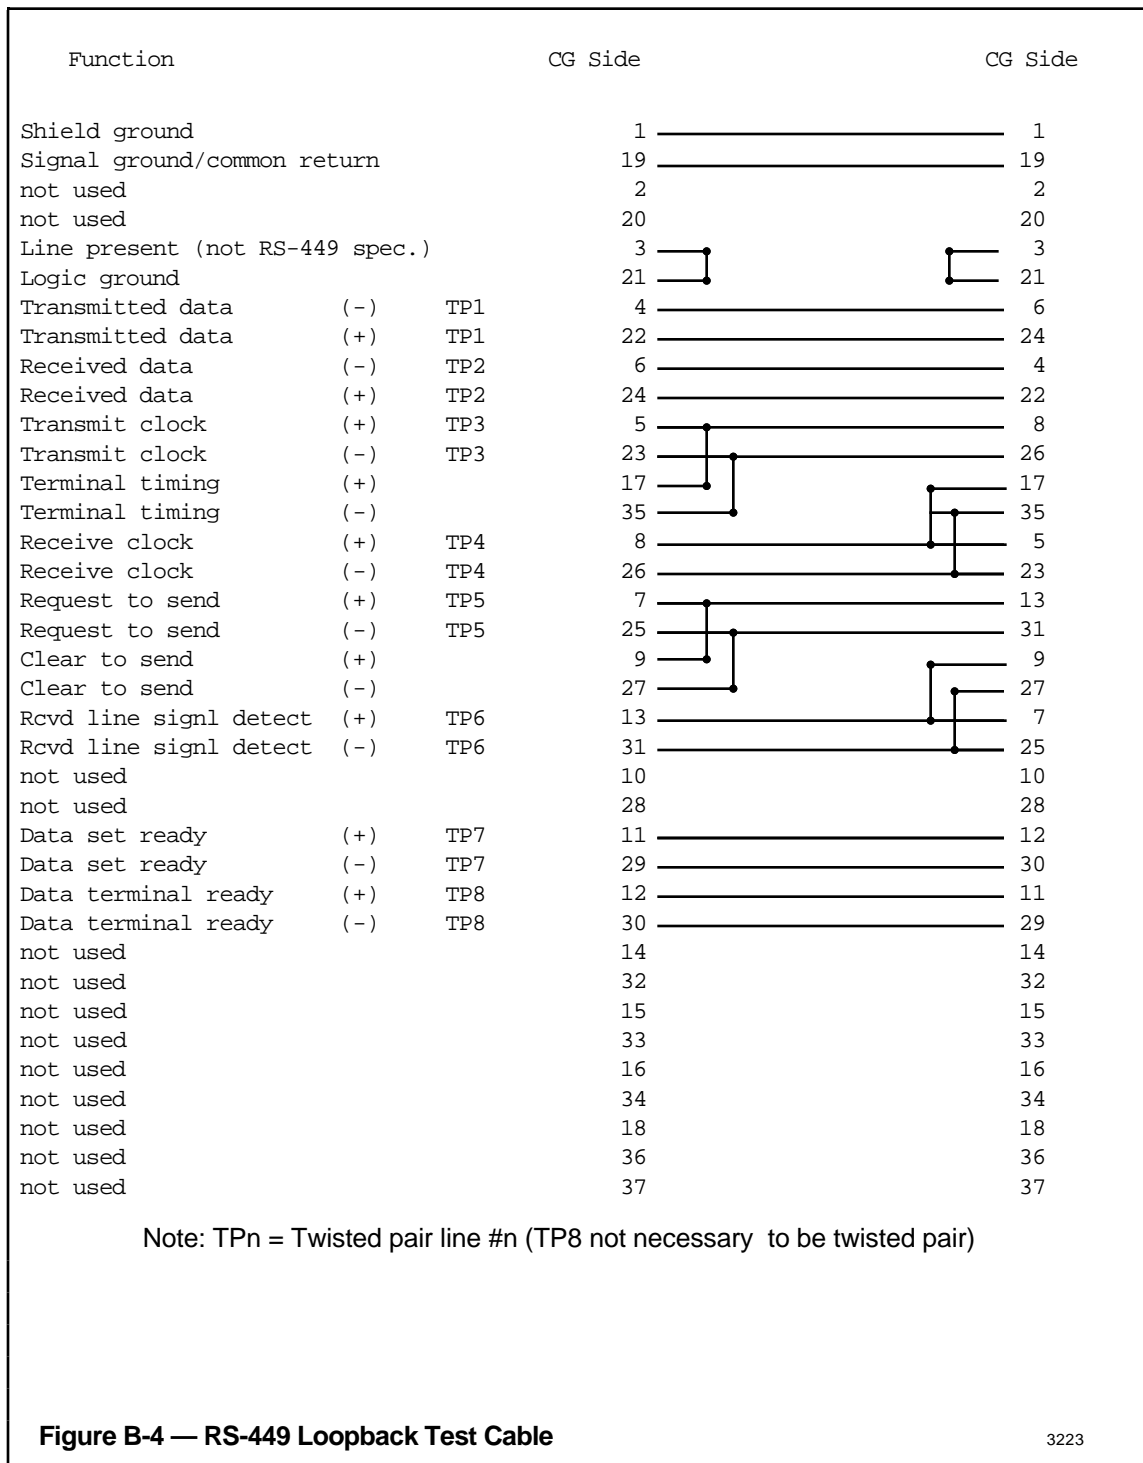 Function CG Side CG Side
Shield ground 1 1
Signal ground/common return 19 19
not used 2 2
not used 20 20
Line present (not RS-449 spec.) 3 3
Logic ground 21 21
Transmitted data (-) TP1 4 6
Transmitted data (+) TP1 22 24
Received data (-) TP2 6 4
Received data (+) TP2 24 22
Transmit clock (+) TP3 5 8
Transmit clock (-) TP3 23 26
Terminal timing (+) 17 17
Terminal timing (-) 35 35
Receive clock (+) TP4 8 5
Receive clock (-) TP4 26 23
Request to send (+) TP5 7 13
Request to send (-) TP5 25 31
Clear to send (+) 9 9
Clear to send (-) 27 27
Rcvd line signl detect (+) TP6 13 7
Rcvd line signl detect (-) TP6 31 25
not used 10 10
not used 28 28
Data set ready (+) TP7 11 12
Data set ready (-) TP7 29 30
Data terminal ready (+) TP8 12 11
Data terminal ready (-) TP8 30 29
not used 14 14
not used 32 32
not used 15 15
not used 33 33
not used 16 16
not used 34 34
not used 18 18
not used 36 36
not used 37 37
Note: TPn = Twisted pair line #n (TP8 not necessary to be twisted pair)
Figure B-4 — RS-449 Loopback Test Cable 3223